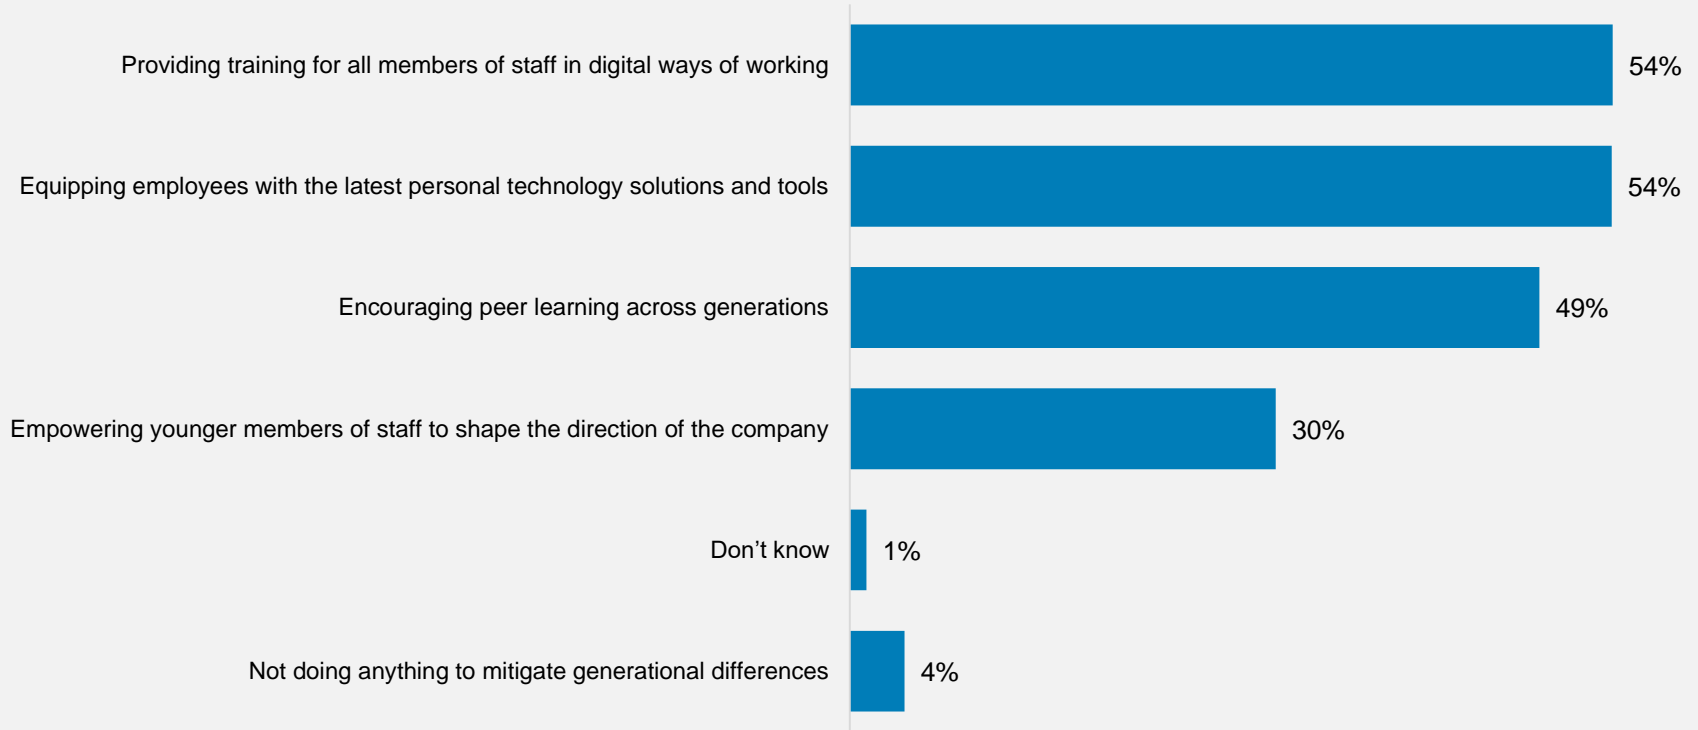 Providing training for all members of staff in digital ways of working 54%
Equipping employees with the latest personal technology solutions and tools 54%
Encouraging peer learning across generations 49%
Empowering younger members of staff to shape the direction of the company 30%
Don’t know 1%
Not doing anything to mitigate generational differences 4%